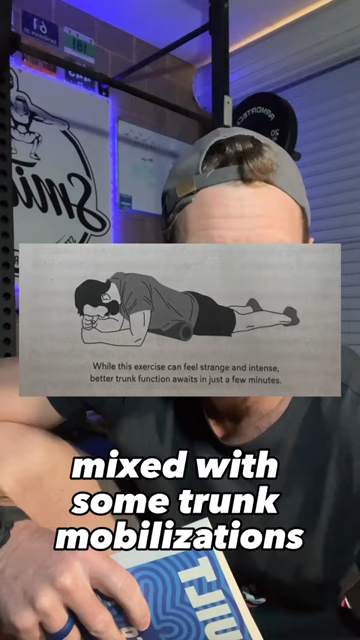 While this exercise can feel strange and intense,
better trunk function awaits in just a few minutes.
mixed with
some trunk
mobilizations